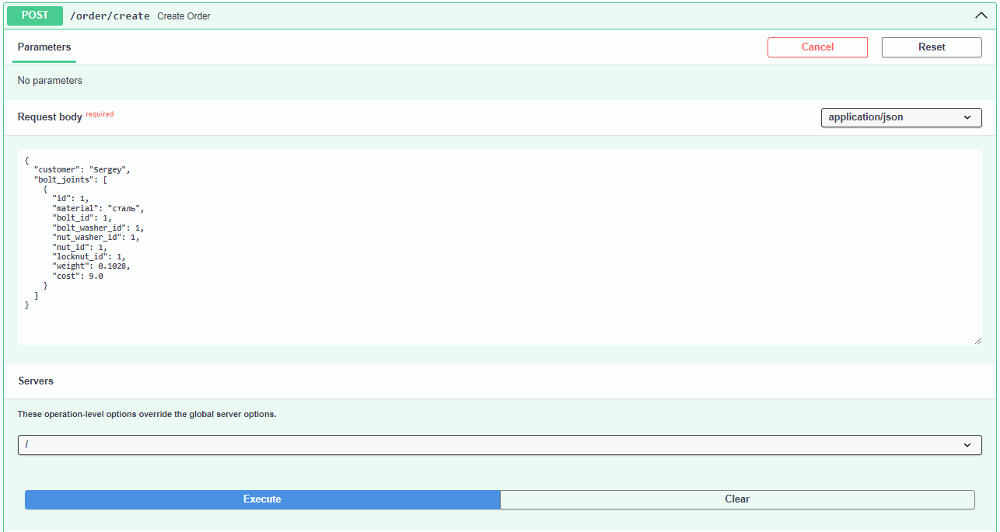 POST /order/create Create Order
Parameters
Cancel
Reset
No parameters
Request body required
application/json
{
  "customer": "Sergey",
  "bolt_joints": [
    {
      "id": 1,
      "material": "сталь",
      "bolt_id": 1,
      "bolt_washer_id": 1,
      "nut_washer_id": 1,
      "nut_id": 1,
      "locknut_id": 1,
      "weight": 0.1028,
      "cost": 9.0
    }
  ]
}
Servers
These operation-level options override the global server options.
/
Execute
Clear